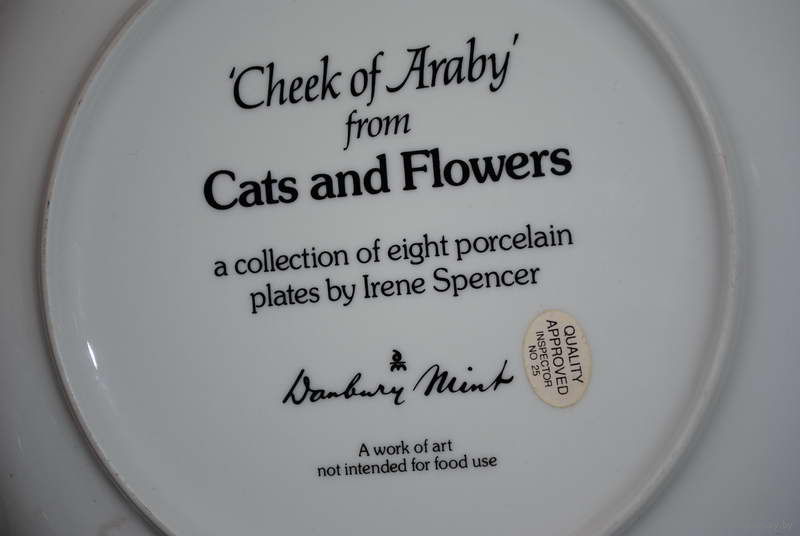 'Cheek of Araby'
from
Cats and Flowers
a collection of eight porcelain
plates by Irene Spencer
Danbury Mint
A work of art
not intended for food use
QUALITY
APPROVED
INSPECTOR
NO 25